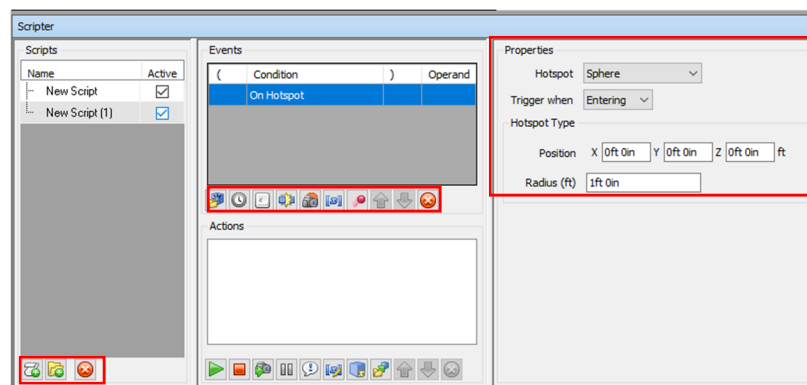 Scripter
Scripts
Name Active
New Script
New Script (1)
Events
( Condition ) Operand
On Hotspot
Actions
Properties
Hotspot Sphere
Trigger when Entering
Hotspot Type
Position X 0ft 0in Y 0ft 0in Z 0ft 0in ft
Radius (ft) 1ft 0in